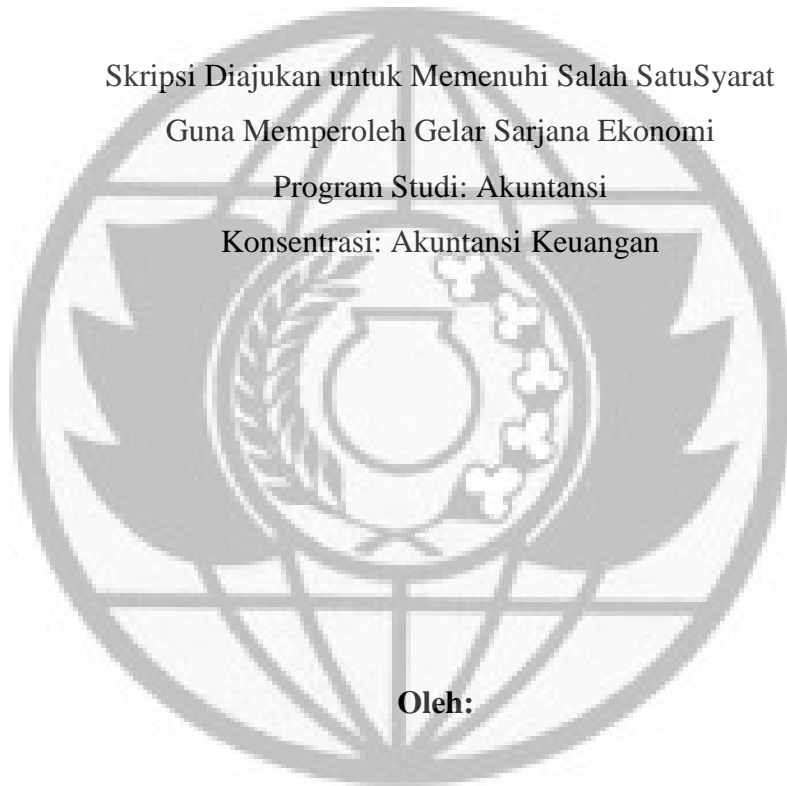 Skripsi Diajukan untuk Memenuhi Salah SatuSyarat
Guna Memperoleh Gelar Sarjana Ekonomi
Program Studi: Akuntansi
Konsentrasi: Akuntansi Keuangan
Oleh: